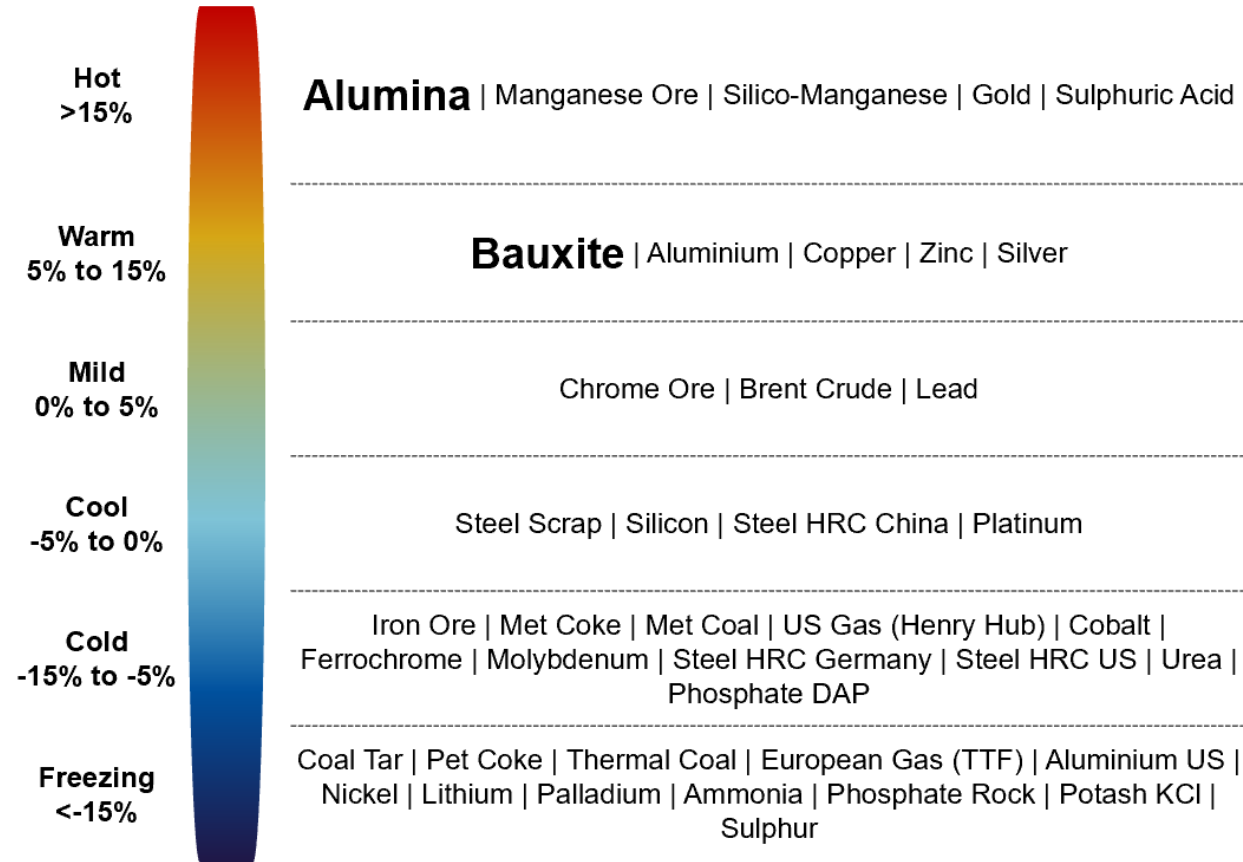 Hot
>15%
Alumina | Manganese Ore | Silico-Manganese | Gold | Sulphuric Acid
Warm
5% to 15%
Bauxite | Aluminium | Copper | Zinc | Silver
Mild
0% to 5%
Chrome Ore | Brent Crude | Lead
Cool
-5% to 0%
Steel Scrap | Silicon | Steel HRC China | Platinum
Cold
-15% to -5%
Iron Ore | Met Coke | Met Coal | US Gas (Henry Hub) | Cobalt |
Ferrochrome | Molybdenum | Steel HRC Germany | Steel HRC US | Urea |
Phosphate DAP
Freezing
<-15%
Coal Tar | Pet Coke | Thermal Coal | European Gas (TTF) | Aluminium US |
Nickel | Lithium | Palladium | Ammonia | Phosphate Rock | Potash KCl |
Sulphur